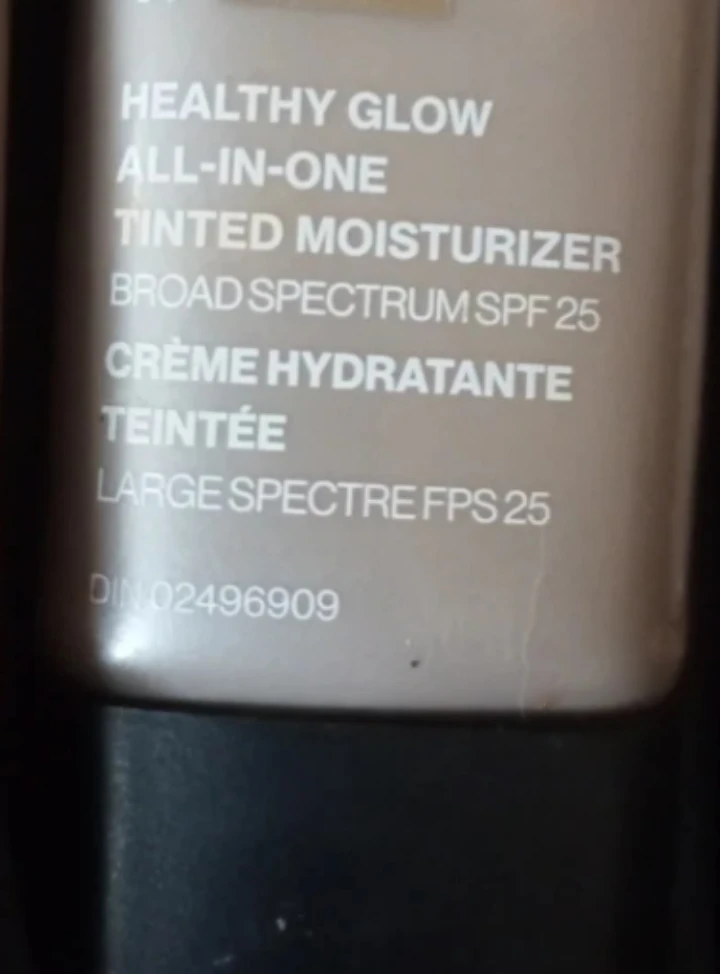 HEALTHY GLOW
ALL-IN-ONE
TINTED MOISTURIZER
BROAD SPECTRUM SPF 25
CRÈME HYDRATANTE
TEINTÉE
LARGE SPECTRE FPS 25
DIN 02496909